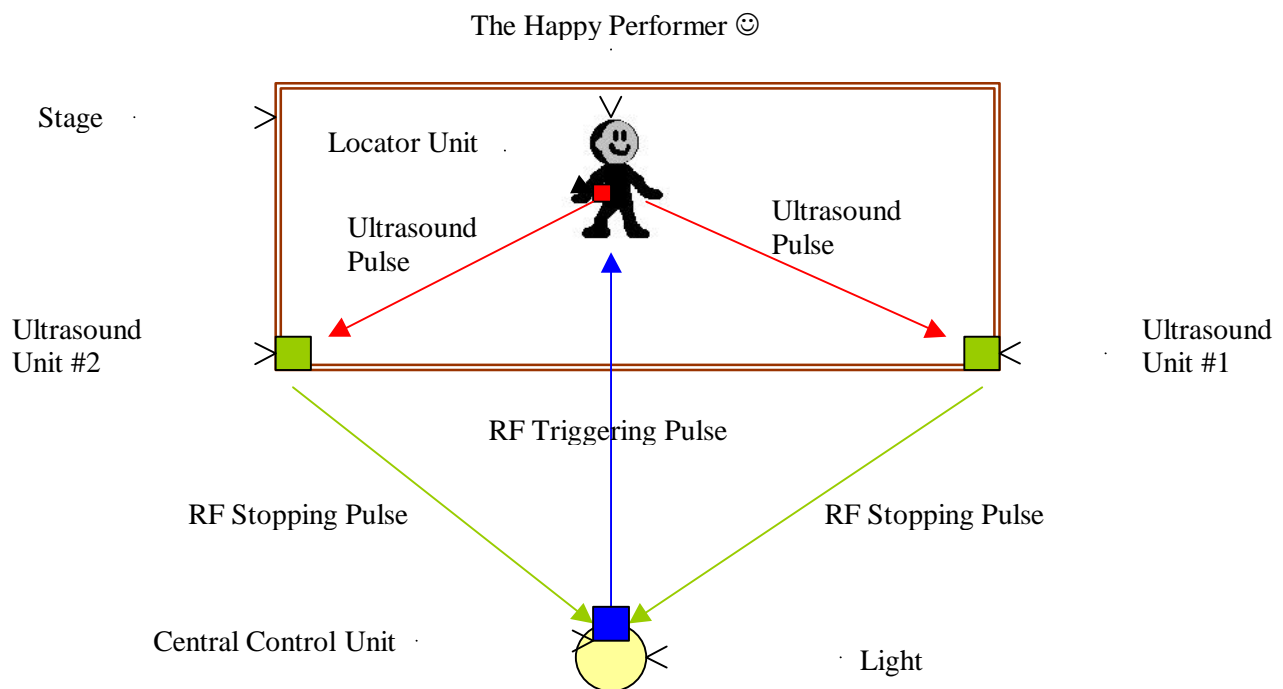 The Happy Performer ☺
Stage
Locator Unit
Ultrasound
Pulse
Ultrasound
Pulse
Ultrasound
Unit #2
Ultrasound
Unit #1
RF Triggering Pulse
RF Stopping Pulse
RF Stopping Pulse
Central Control Unit
Light